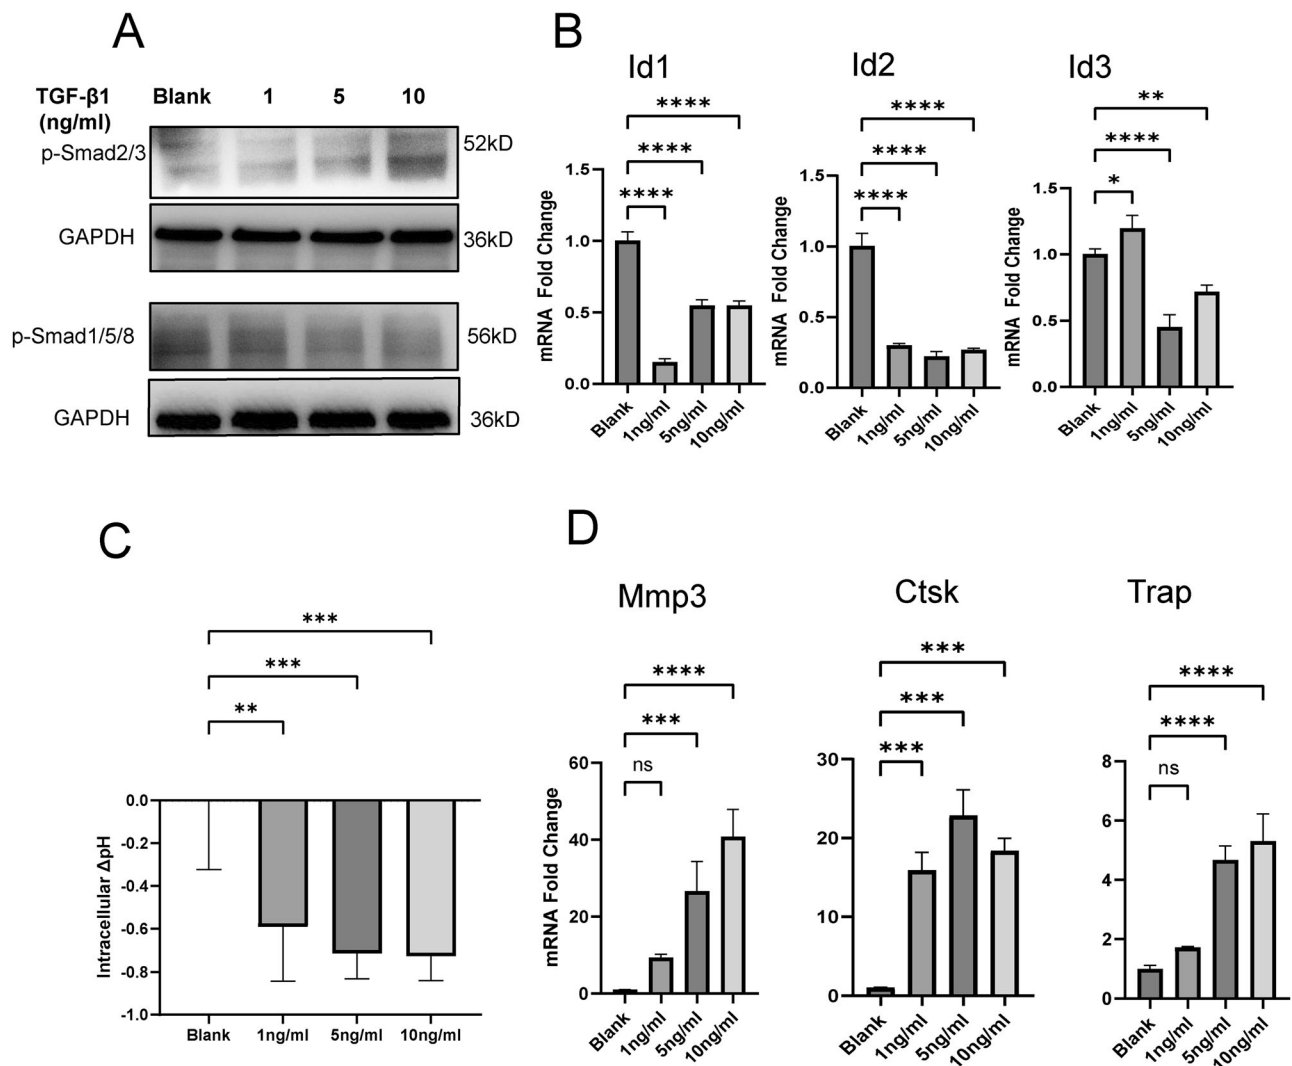 A
TGF-β1 Blank 1 5 10
(ng/ml)
p-Smad2/3 52kD
GAPDH 36kD
p-Smad1/5/8 56kD
GAPDH 36kD
B
Id1
****
****
****
mRNA Fold Change
1.5
1.0
0.5
0.0
Blank 1ng/ml 5ng/ml 10ng/ml
Id2
****
****
****
mRNA Fold Change
1.5
1.0
0.5
0.0
Blank 1ng/ml 5ng/ml 10ng/ml
Id3
**
****
*
mRNA Fold Change
1.5
1.0
0.5
0.0
Blank 1ng/ml 5ng/ml 10ng/ml
C
***
***
**
Intracellular ΔpH
0.0
-0.2
-0.4
-0.6
-0.8
-1.0
Blank 1ng/ml 5ng/ml 10ng/ml
D
Mmp3
****
***
ns
mRNA Fold Change
60
40
20
0
Blank 1ng/ml 5ng/ml 10ng/ml
Ctsk
***
***
***
30
20
10
0
Blank 1ng/ml 5ng/ml 10ng/ml
Trap
****
****
ns
8
6
4
2
0
Blank 1ng/ml 5ng/ml 10ng/ml